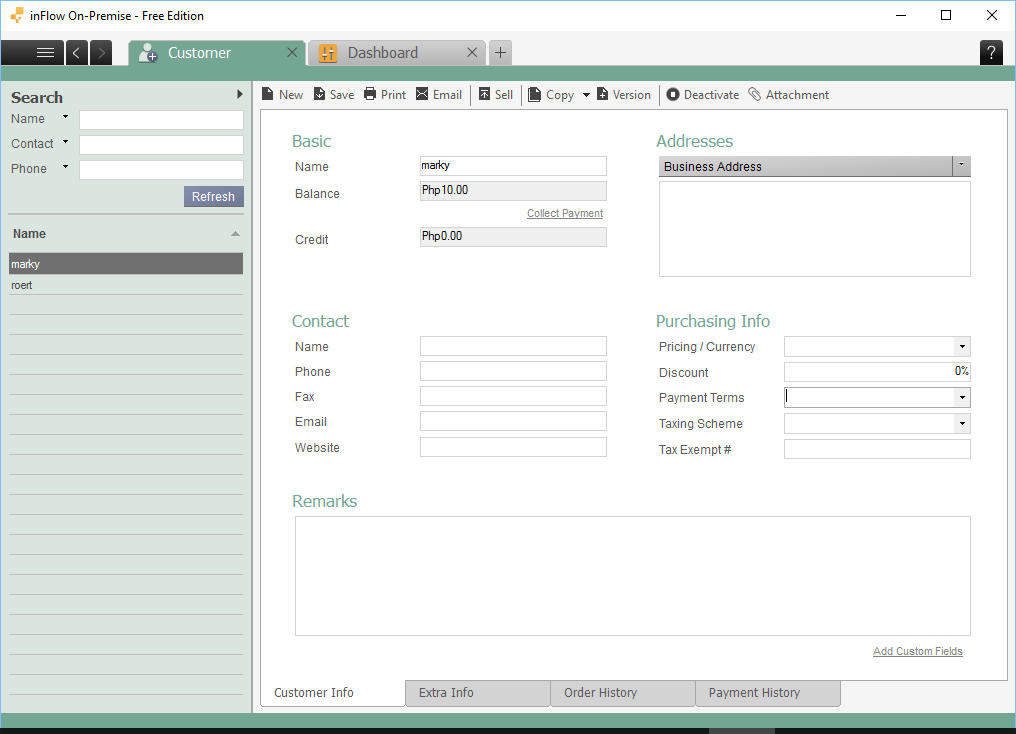 inFlow On-Premise - Free Edition
Customer
Dashboard
?
Search
Name
Contact
Phone
Refresh
Name
marky
roert
New Save Print Email Sell Copy Version Deactivate Attachment
Basic
Name marky
Balance Php10.00
Collect Payment
Credit Php0.00
Addresses
Business Address
Contact
Name
Phone
Fax
Email
Website
Purchasing Info
Pricing / Currency
Discount 0%
Payment Terms
Taxing Scheme
Tax Exempt #
Remarks
Add Custom Fields
Customer Info Extra Info Order History Payment History